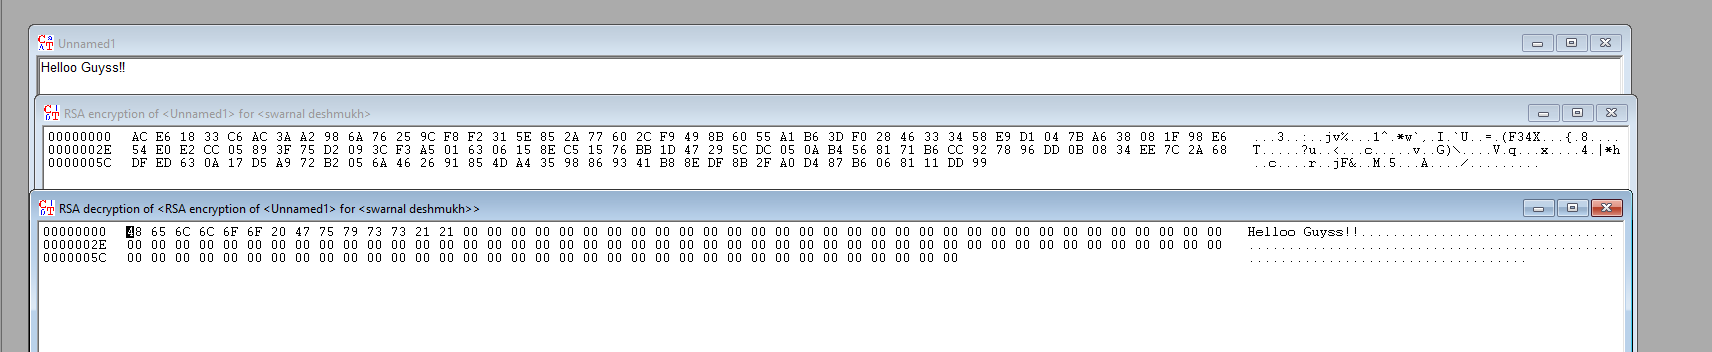 Unnamed1
Helloo Guyss!!
RSA encryption of <Unnamed1> for <swarnal deshmukh>
00000000 AC E6 18 33 C6 AC 3A A2 98 6A 76 25 9C F8 F2 31 5E 85 2A 77 60 2C F9 49 8B 60 55 A1 B6 3D F0 28 46 33 34 58 E9 D1 04 7B A6 38 08 1F 98 E6 ...3..:..jv%...1^.*w`,.I.`U..=.(F34X...{.8....
0000002E 54 E0 E2 CC 05 89 3F 75 D2 09 3C F3 A5 01 63 06 15 8E C5 15 76 BB 1D 47 29 5C DC 05 0A B4 56 81 71 B6 CC 92 78 96 DD 0B 08 34 EE 7C 2A 68 T.....?u..<...c.....v..G)\....V.q...x....4.|*h
0000005C DF ED 63 0A 17 D5 A9 72 B2 05 6A 46 26 91 85 4D A4 35 98 86 93 41 B8 8E DF 8B 2F A0 D4 87 B6 06 81 11 DD 99 ..c....r..jF&..M.5...A..../.........
RSA decryption of <RSA encryption of <Unnamed1> for <swarnal deshmukh>>
00000000 48 65 6C 6C 6F 6F 20 47 75 79 73 73 21 21 00 00 00 00 00 00 00 00 00 00 00 00 00 00 00 00 00 00 00 00 00 00 00 00 00 00 00 00 00 00 00 00 Helloo Guyss!!................................
0000002E 00 00 00 00 00 00 00 00 00 00 00 00 00 00 00 00 00 00 00 00 00 00 00 00 00 00 00 00 00 00 00 00 00 00 00 00 00 00 00 00 00 00 00 00 00 00 ..............................................
0000005C 00 00 00 00 00 00 00 00 00 00 00 00 00 00 00 00 00 00 00 00 00 00 00 00 00 00 00 00 00 00 00 00 00 00 00 ...................................